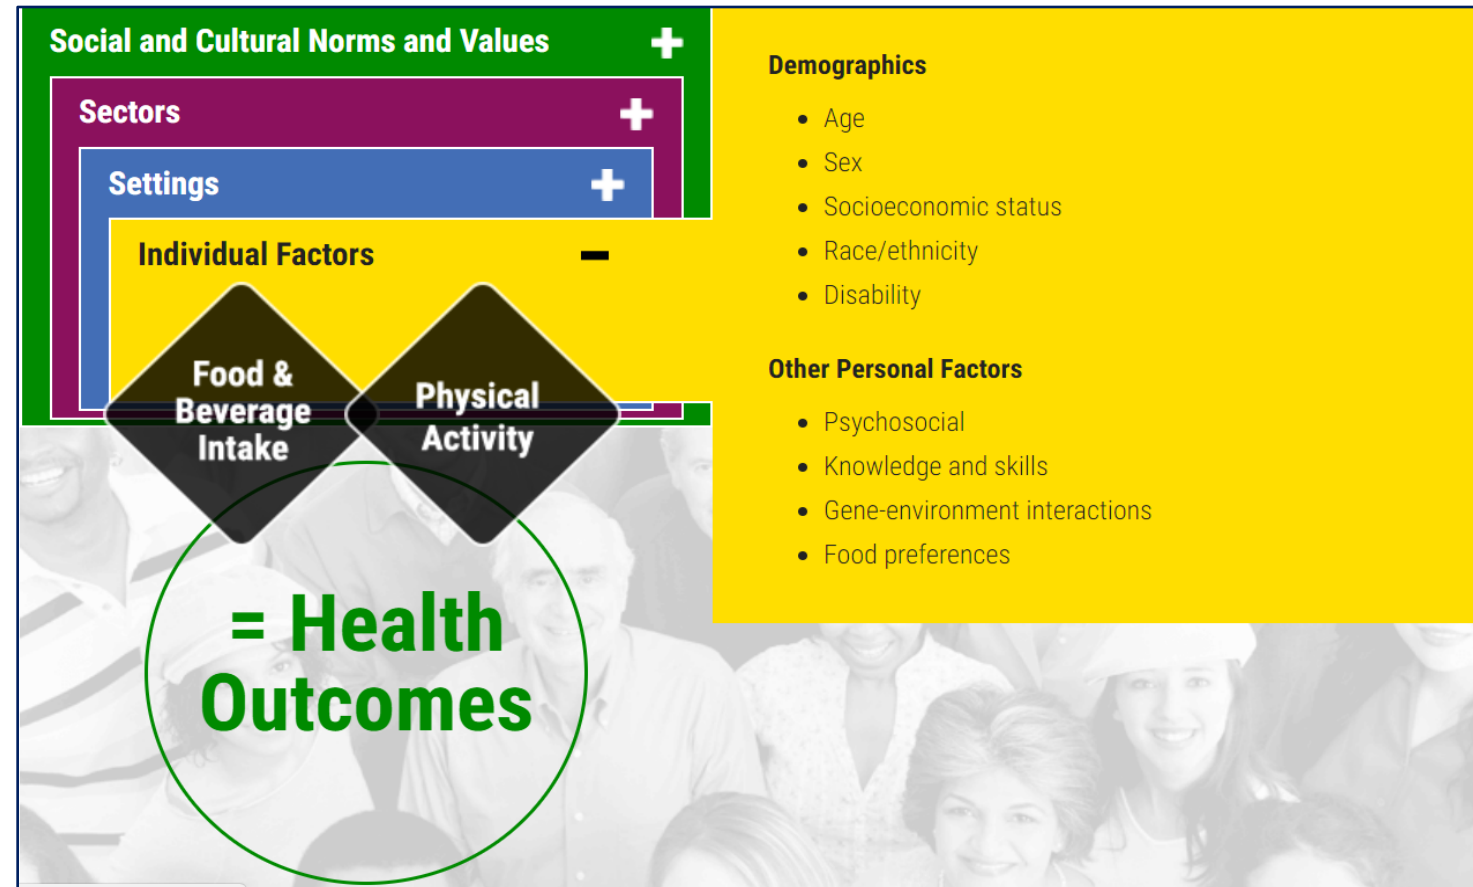 Social and Cultural Norms and Values
Sectors
Settings
Individual Factors
Food &
Beverage
Intake
Physical
Activity
= Health
Outcomes
Demographics
• Age
• Sex
• Socioeconomic status
• Race/ethnicity
• Disability
Other Personal Factors
• Psychosocial
• Knowledge and skills
• Gene-environment interactions
• Food preferences